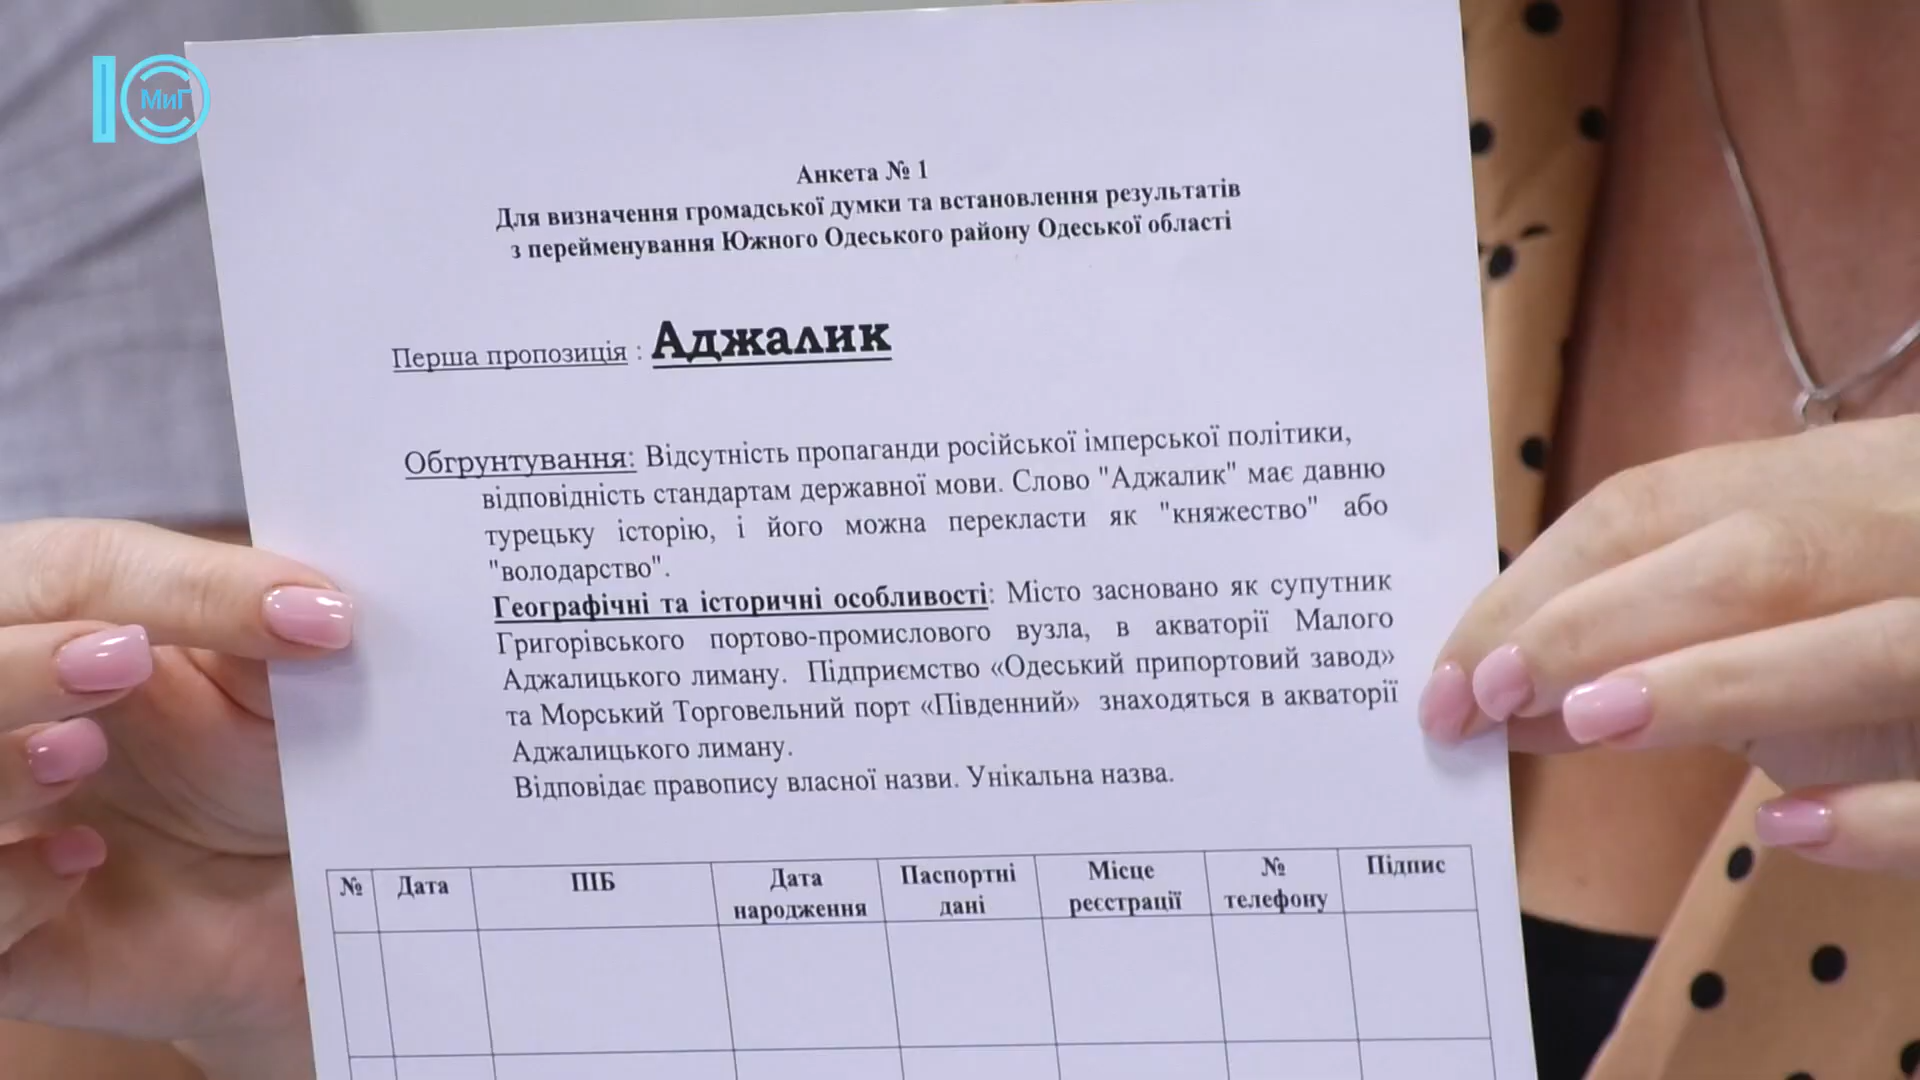 Ю МиГ
Анкета № 1
Для визначення громадської думки та встановлення результатів
з перейменування Южного Одеського району Одеської області
Перша пропозиція : Аджалик
Обгрунтування: Відсутність пропаганди російської імперської політики,
відповідність стандартам державної мови. Слово "Аджалик" має давню
турецьку історію, і його можна перекласти як "княжество" або
"володарство".
Географічні та історичні особливості: Місто засновано як супутник
Григорівського портово-промислового вузла, в акваторії Малого
Аджалицького лиману. Підприємство «Одеський припортовий завод»
та Морський Торговельний порт «Південний» знаходяться в акваторії
Аджалицького лиману.
Відповідає правопису власної назви. Унікальна назва.
№ Дата ПІБ Дата народження Паспортні дані Місце реєстрації № телефону Підпис